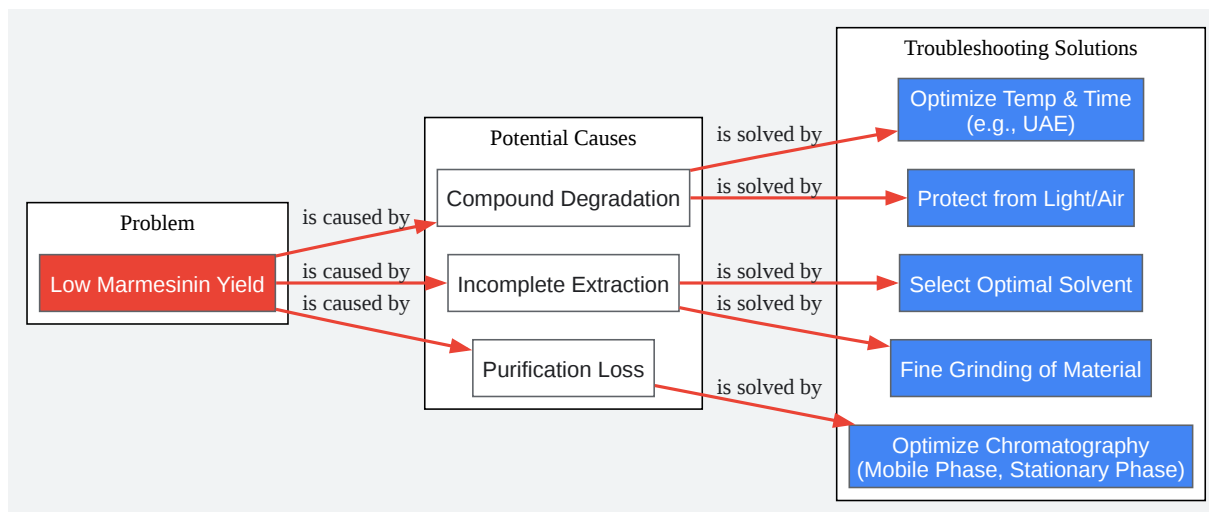 Problem
Low Marmesinin Yield
is caused by
is caused by
is caused by
Potential Causes
Compound Degradation
Incomplete Extraction
Purification Loss
is solved by
is solved by
is solved by
is solved by
is solved by
Troubleshooting Solutions
Optimize Temp & Time
(e.g., UAE)
Protect from Light/Air
Select Optimal Solvent
Fine Grinding of Material
Optimize Chromatography
(Mobile Phase, Stationary Phase)